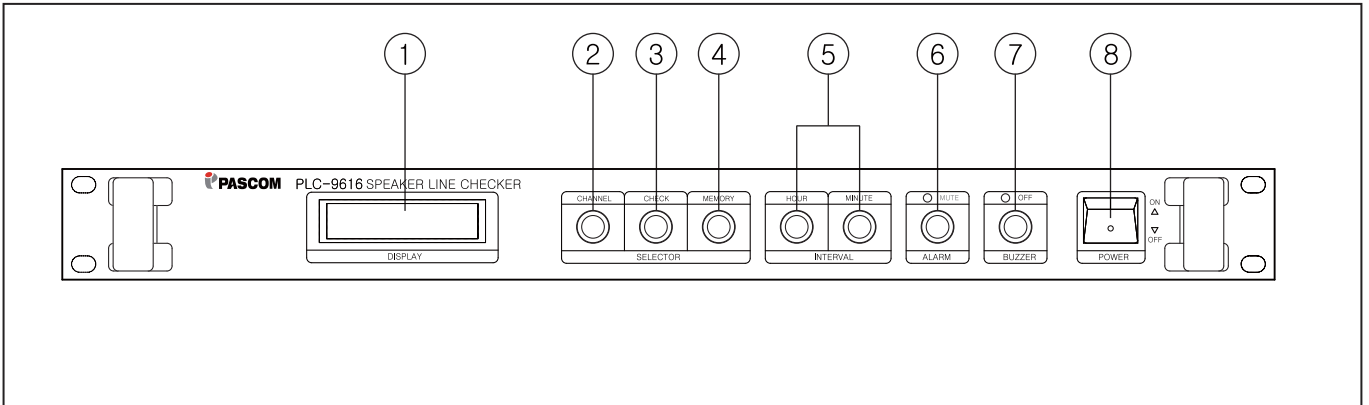 ① ② ③ ④ ⑤ ⑥ ⑦ ⑧
PASCOM PLC-9616 SPEAKER LINE CHECKER
CHANNEL CHECK MEMORY HOUR MINUTE MUTE OFF ON
OFF
DISPLAY SELECTOR INTERVAL ALARM BUZZER POWER